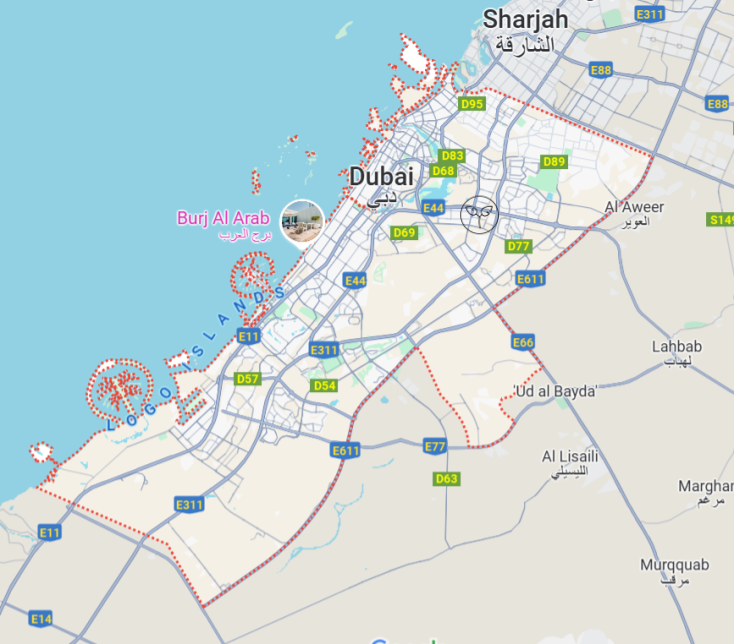 Sharjah
الشارقة
E311
E88
E88
D95
D83
D68
D89
Dubai
دبي
Burj Al Arab
برج العرب
E44
D69
D77
Al Aweer
العوير
S149
E44
E611
LOGO ISLANDS
E11
E311
E66
Lahbab
لهباب
D57
D54
'Ud al Bayda'
E611
E77
Al Lisaili
الليسيلي
D63
Marghar
مرغم
E311
E11
Murqquab
مرقب
E14